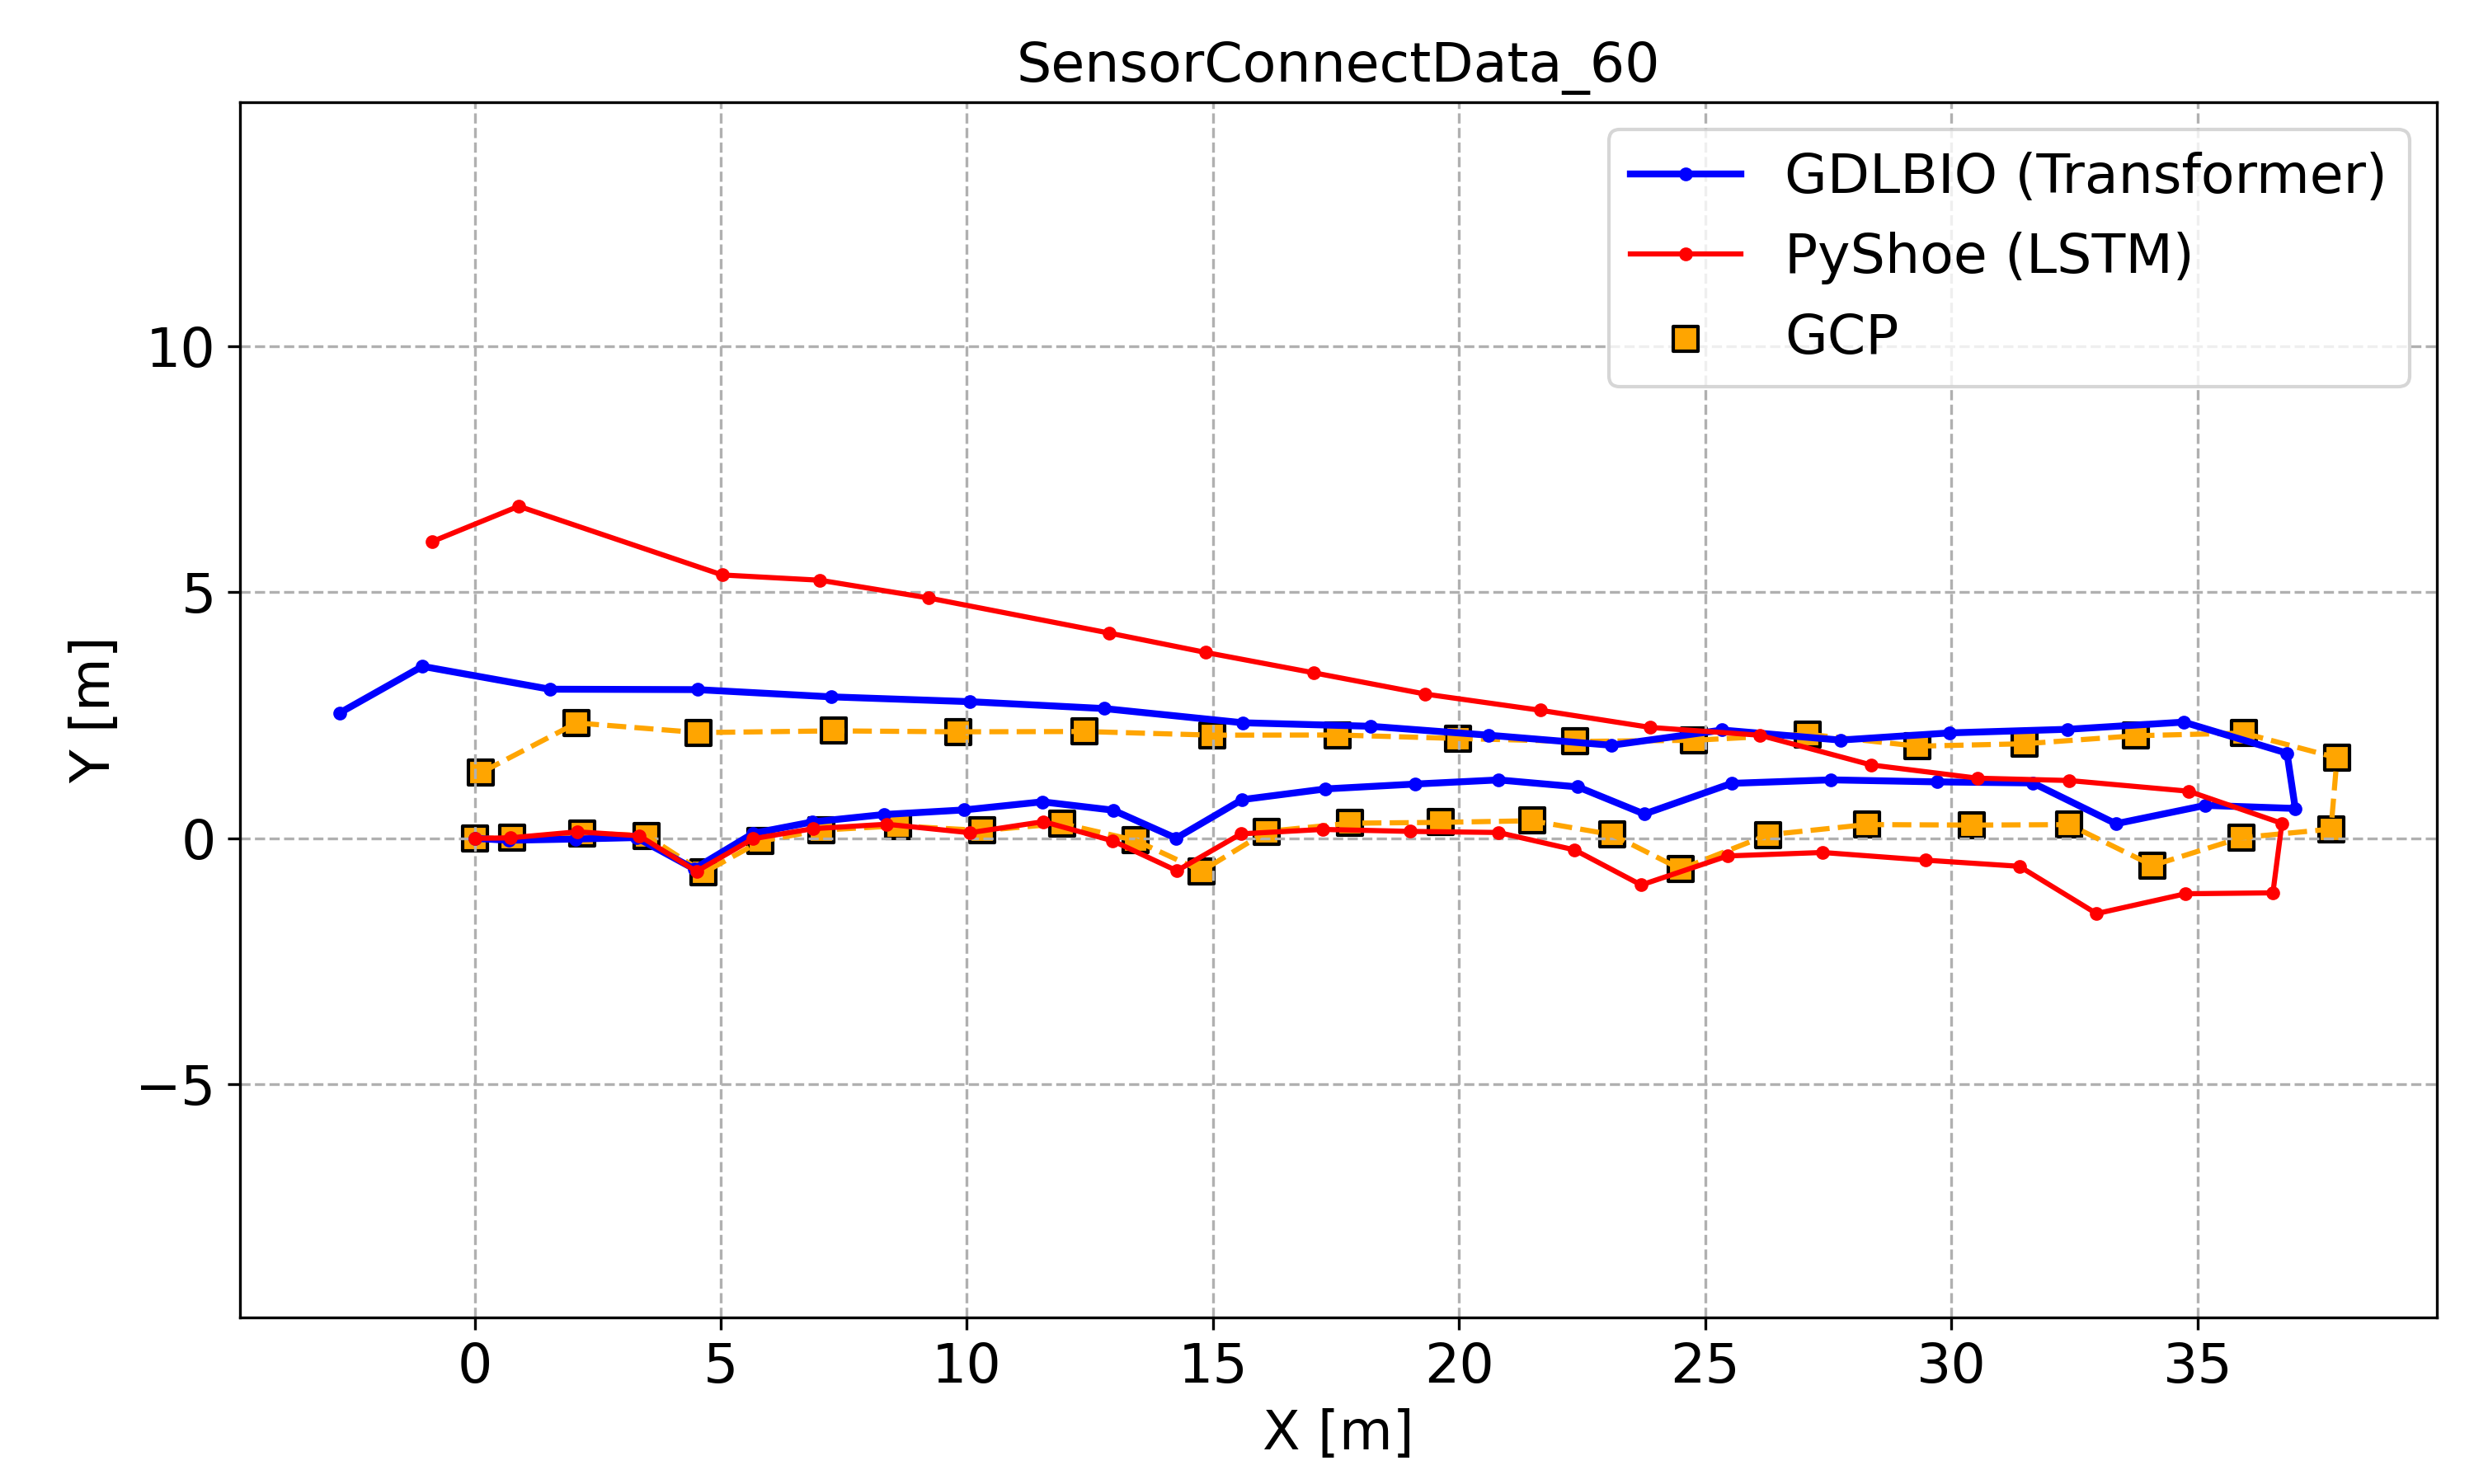 SensorConnectData_60
GDLBIO (Transformer)
PyShoe (LSTM)
GCP
10
5
0
−5
Y [m]
0 5 10 15 20 25 30 35
X [m]